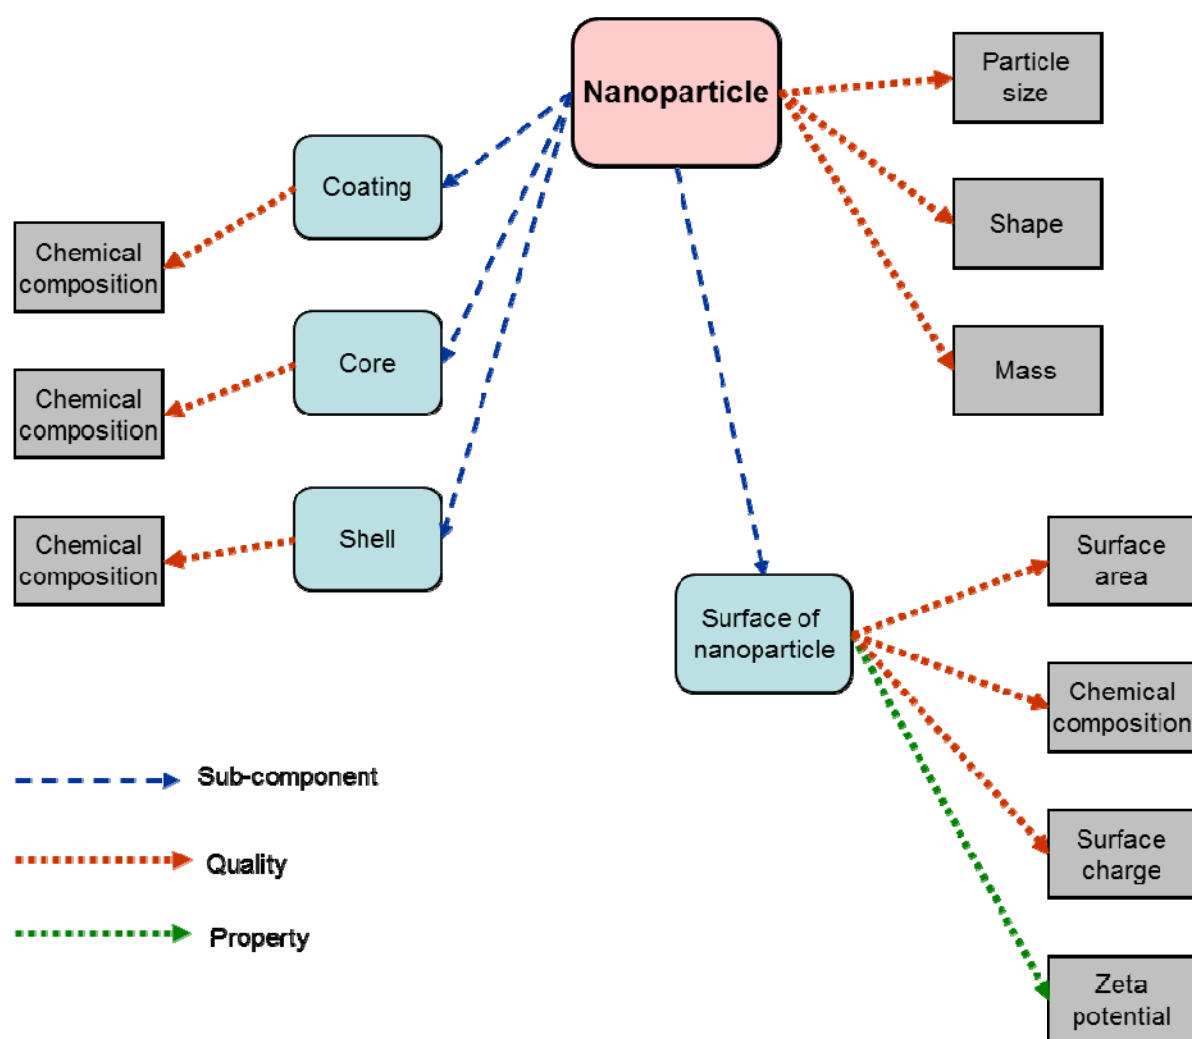 Nanoparticle
Particle
size
Coating
Shape
Chemical
composition
Core
Mass
Chemical
composition
Shell
Chemical
composition
Surface
area
Surface of
nanoparticle
Chemical
composition
Sub-component
Surface
charge
Quality
Property
Zeta
potential